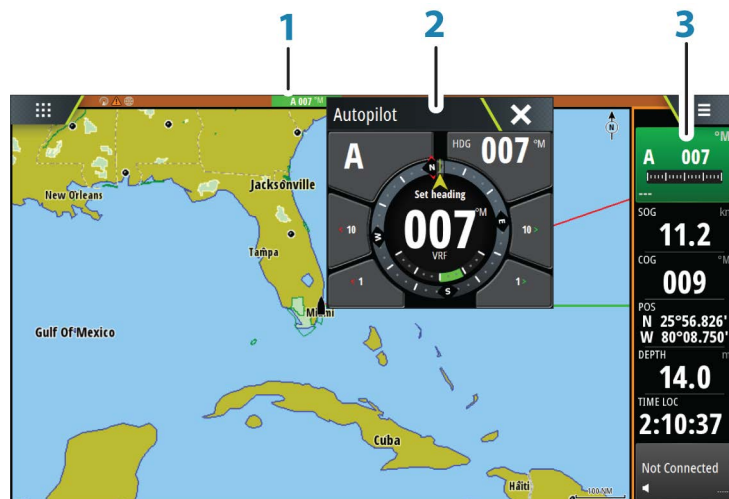 1 2 3
A 007 °M
Autopilot
A
HDG 007 °M
N
Set heading
007 °M
VRF
< 10
10 >
W
E
< 1
1 >
S
N
Jacksonville
New Orleans
Tampa
Miami
Gulf Of Mexico
Cuba
Haiti
100 NM
°M
A 007
---
SOG kn
11.2
COG °M
009
POS
N 25°56.826'
W 80°08.750'
DEPTH m
14.0
TIME LOC
2:10:37
Not Connected